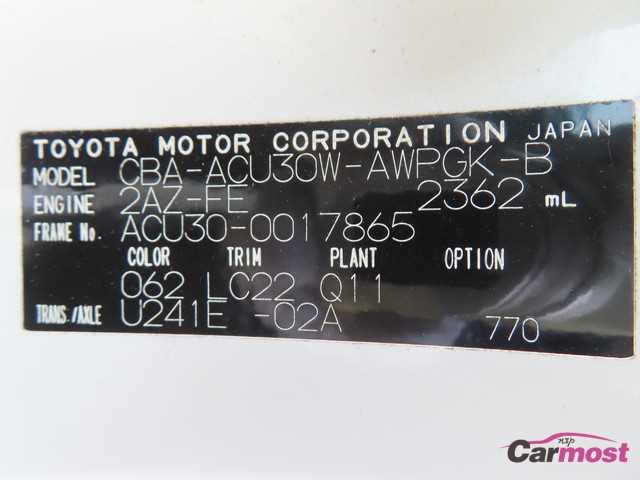 TOYOTA MOTOR CORPORATION JAPAN
MODEL CBA-ACU30W-AWPGK-B
ENGINE 2AZ-FE 2362 mL
FRAME No. ACU30-0017865
COLOR TRIM PLANT OPTION
062 LC22 Q11
TRANS./AXLE U241E -02A 770
nsp
Carmost